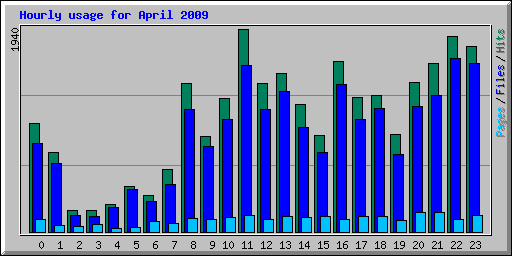 Hourly usage for April 2009
1940
Pages / Files / Hits
0 1 2 3 4 5 6 7 8 9 10 11 12 13 14 15 16 17 18 19 20 21 22 23